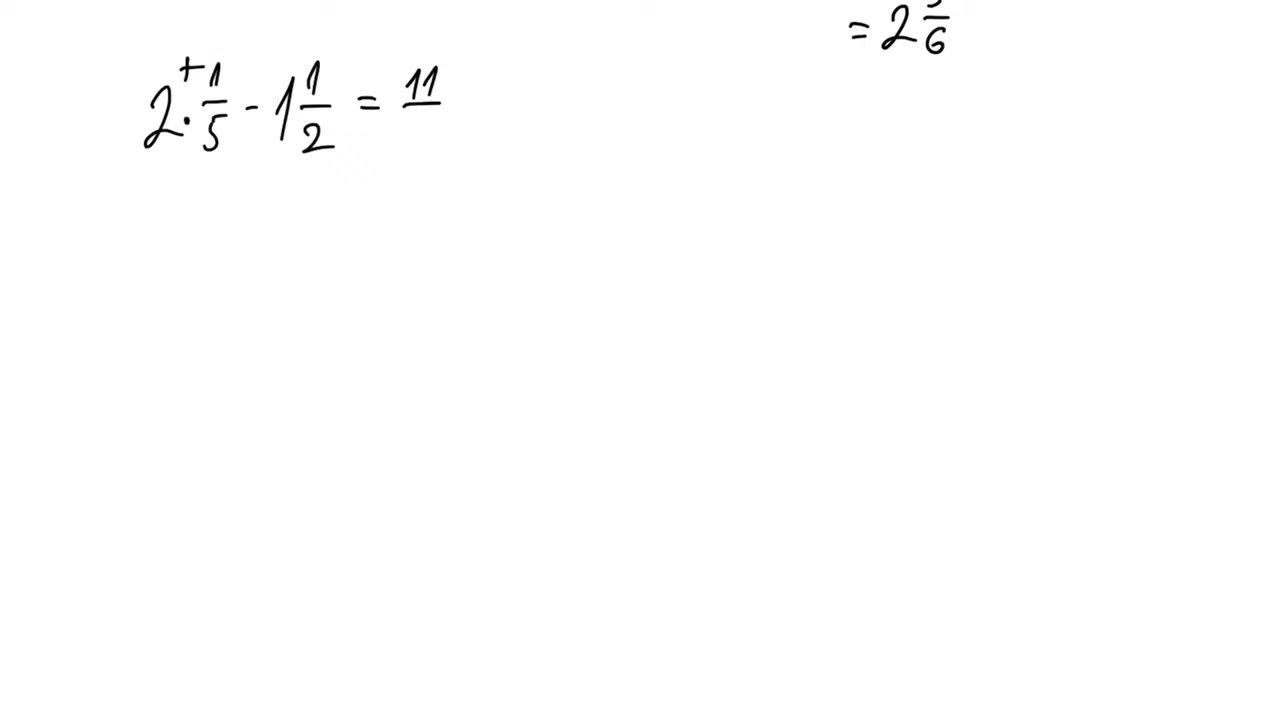 = 2 /6
2 ·+ 1/5 - 1 1/2 = 11/